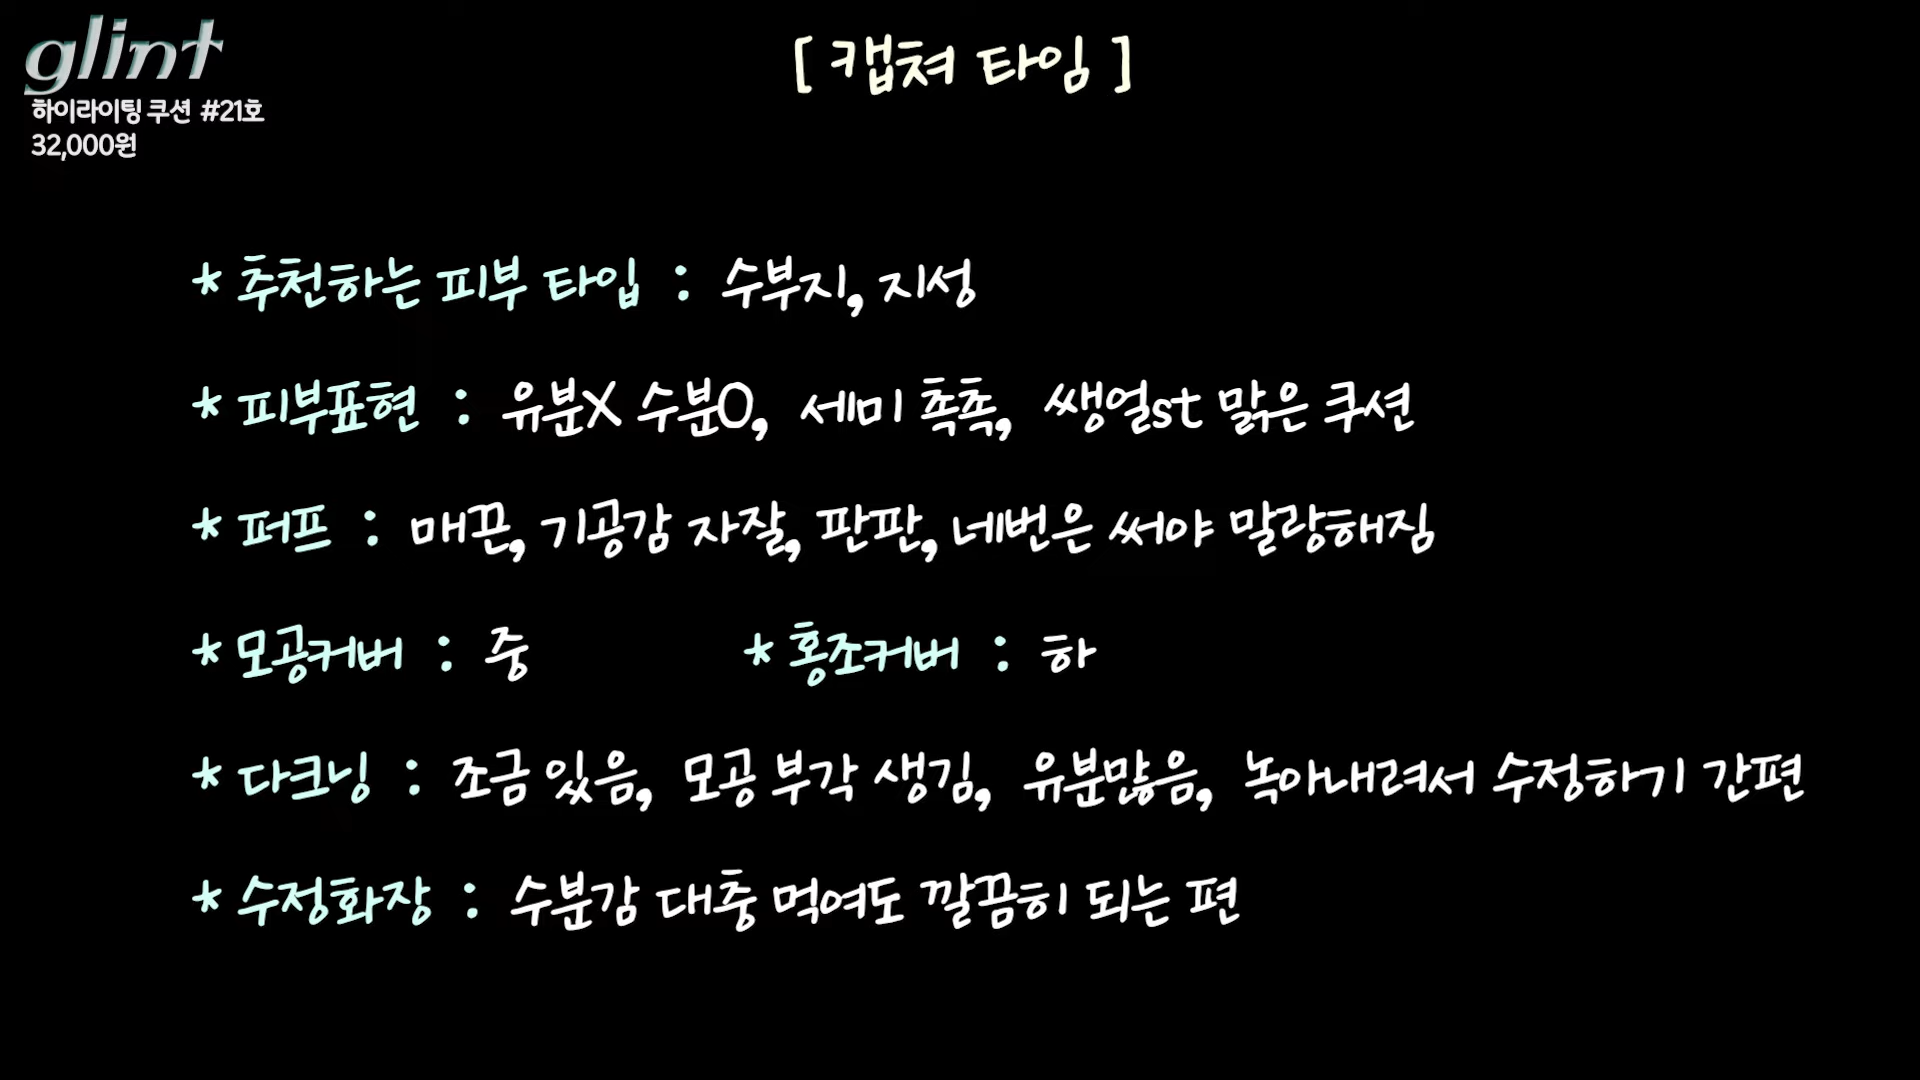 glint
하이라이팅 쿠션 #21호
32,000원
[ 캡쳐 타임 ]
* 추천하는 피부 타입 : 수부지, 지성
* 피부표현 : 유분X 수분O, 세미 촉촉, 쌩얼st 맑은 쿠션
* 퍼프 : 매끈, 기공감 자잘, 판판, 네번은 써야 말랑해짐
* 모공커버 : 중 * 홍조커버 : 하
* 다크닝 : 조금 있음, 모공 부각 생김, 유분많음, 녹아내려서 수정하기 간편
* 수정화장 : 수분감 대충 먹여도 깔끔히 되는 편